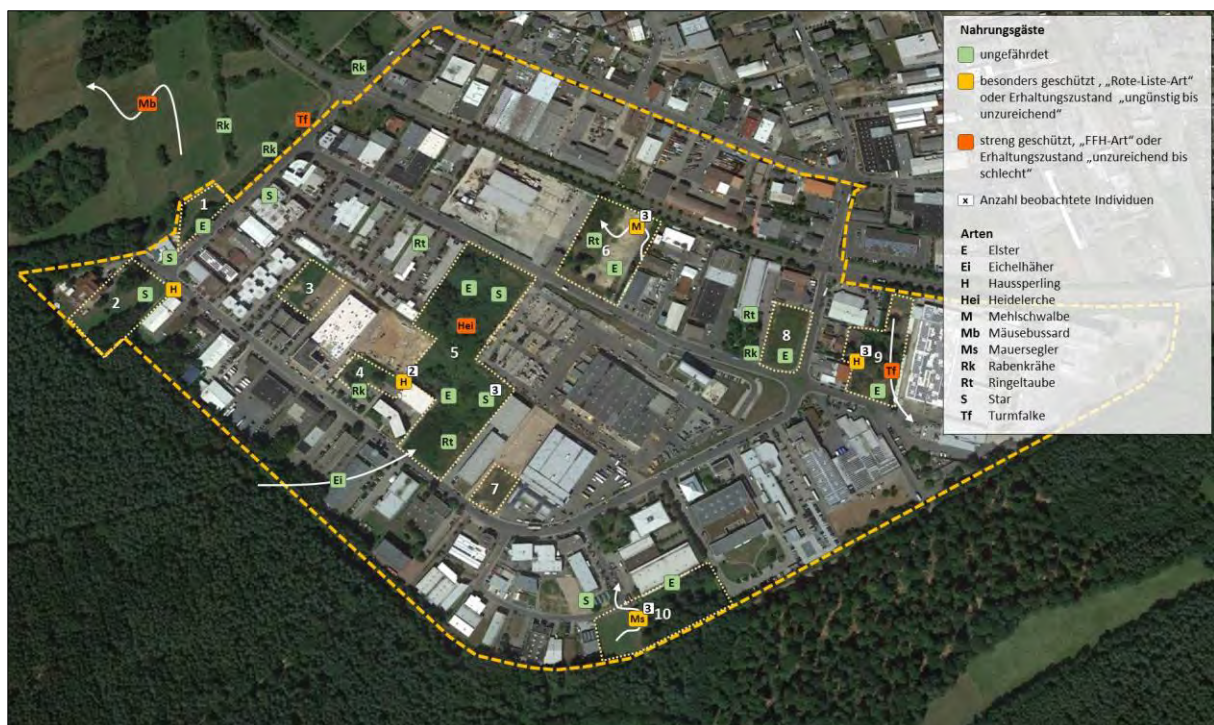 Nahrungsgäste
ungefährdet
besonders geschützt , „Rote-Liste-Art"
oder Erhaltungszustand „ungünstig bis
unzureichend"
streng geschützt, „FFH-Art" oder
Erhaltungszustand „unzureichend bis
schlecht"
x Anzahl beobachtete Individuen
Arten
E Elster
Ei Eichelhäher
H Haussperling
Hei Heidelerche
M Mehlschwalbe
Mb Mäusebussard
Ms Mauersegler
Rk Rabenkrähe
Rt Ringeltaube
S Star
Tf Turmfalke
Rk
Mb
Rk
Tf
Rk
S
1
E
S
2
S
H
3
Rt
E
S
Hei
5
4
Rk
H
2
E
S
3
Rt
Ei
7
3
M
Rt
6
E
Rt
Rk
8
E
3
H
9
Tf
E
E
S
3
Ms
10